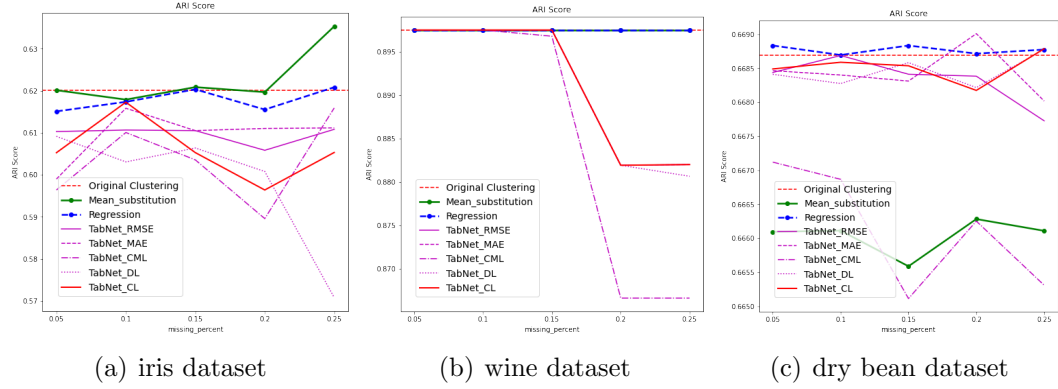 ARI Score
0.63
0.62
0.61
0.60
0.59
0.58
0.57
ARI Score
Original Clustering
Mean_substitution
Regression
TabNet_RMSE
TabNet_MAE
TabNet_CML
TabNet_DL
TabNet_CL
0.05 0.1 0.15 0.2 0.25
missing_percent
(a) iris dataset
ARI Score
0.895
0.890
0.885
0.880
0.875
0.870
ARI Score
Original Clustering
Mean_substitution
Regression
TabNet_RMSE
TabNet_MAE
TabNet_CML
TabNet_DL
TabNet_CL
0.05 0.1 0.15 0.2 0.25
missing_percent
(b) wine dataset
ARI Score
0.6690
0.6685
0.6680
0.6675
0.6670
0.6665
0.6660
0.6655
0.6650
ARI Score
Original Clustering
Mean_substitution
Regression
TabNet_RMSE
TabNet_MAE
TabNet_CML
TabNet_DL
TabNet_CL
0.05 0.1 0.15 0.2 0.25
missing_percent
(c) dry bean dataset